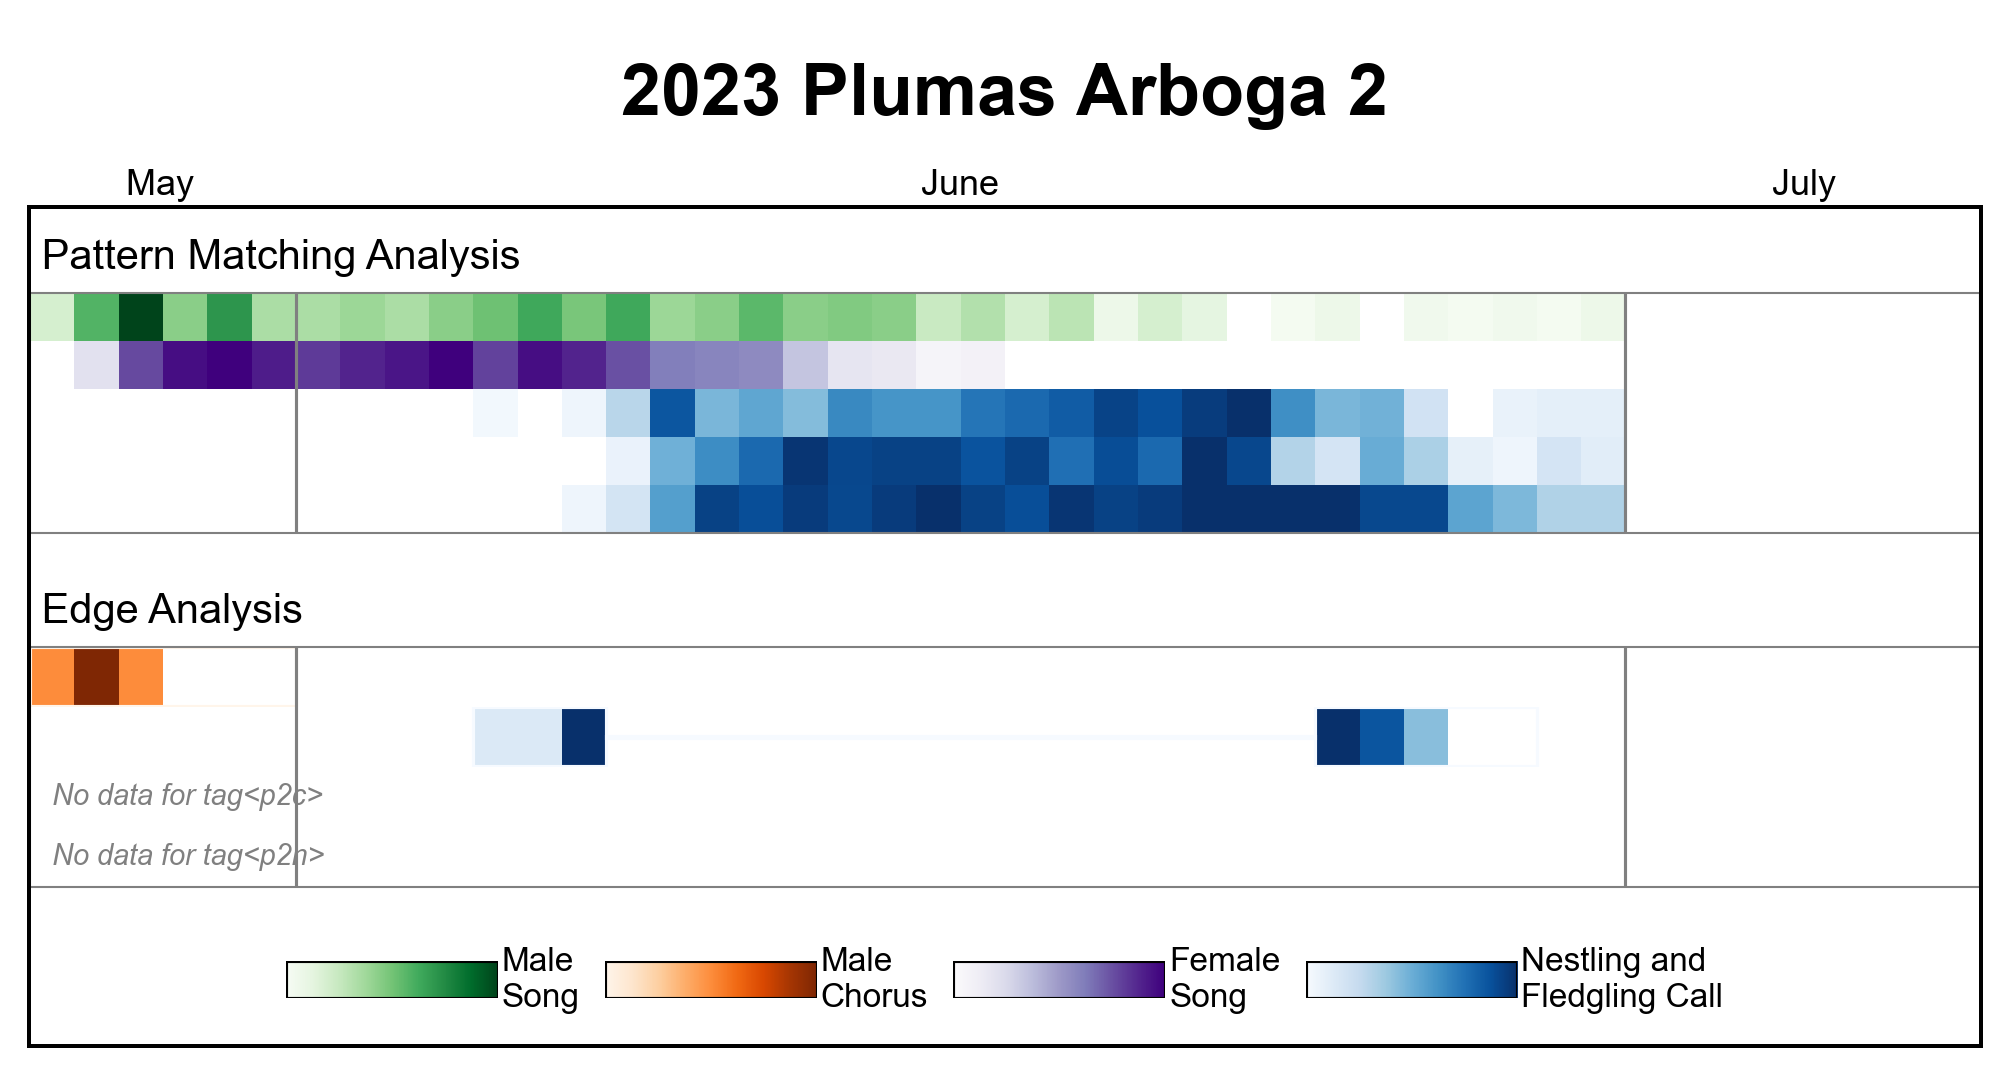 2023 Plumas Arboga 2
May June July
Pattern Matching Analysis
Edge Analysis
No data for tag<p2c>
No data for tag<p2n>
Male
Song
Male
Chorus
Female
Song
Nestling and
Fledgling Call